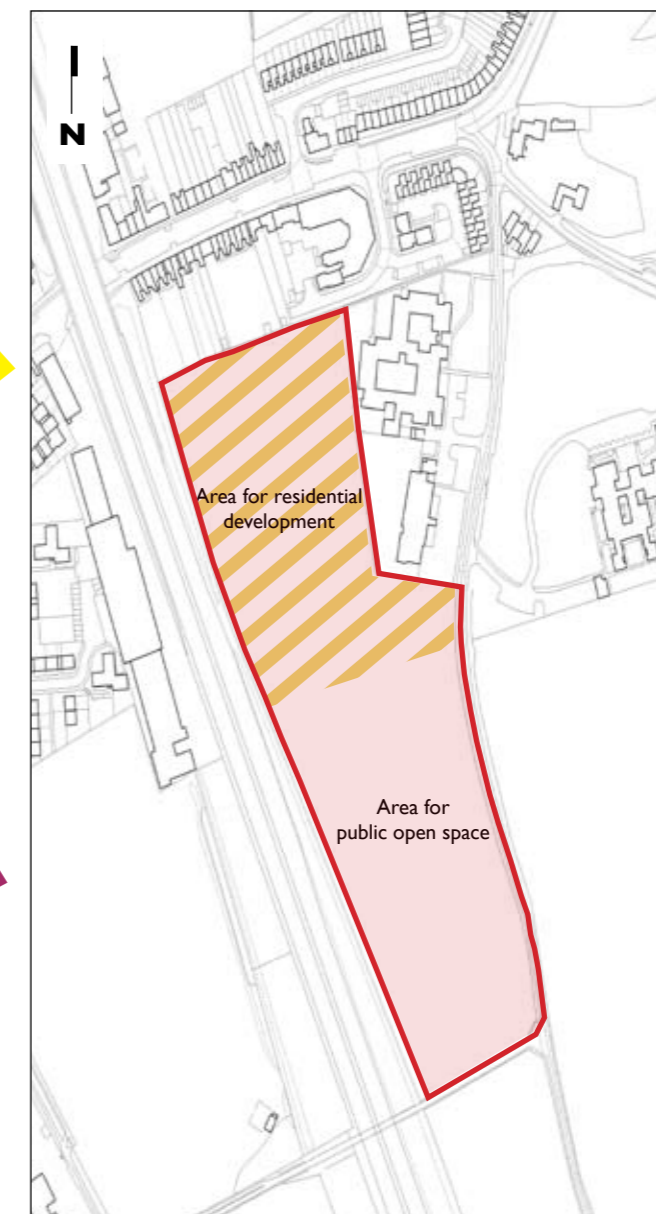 N
Area for residential
development
Area for
public open space